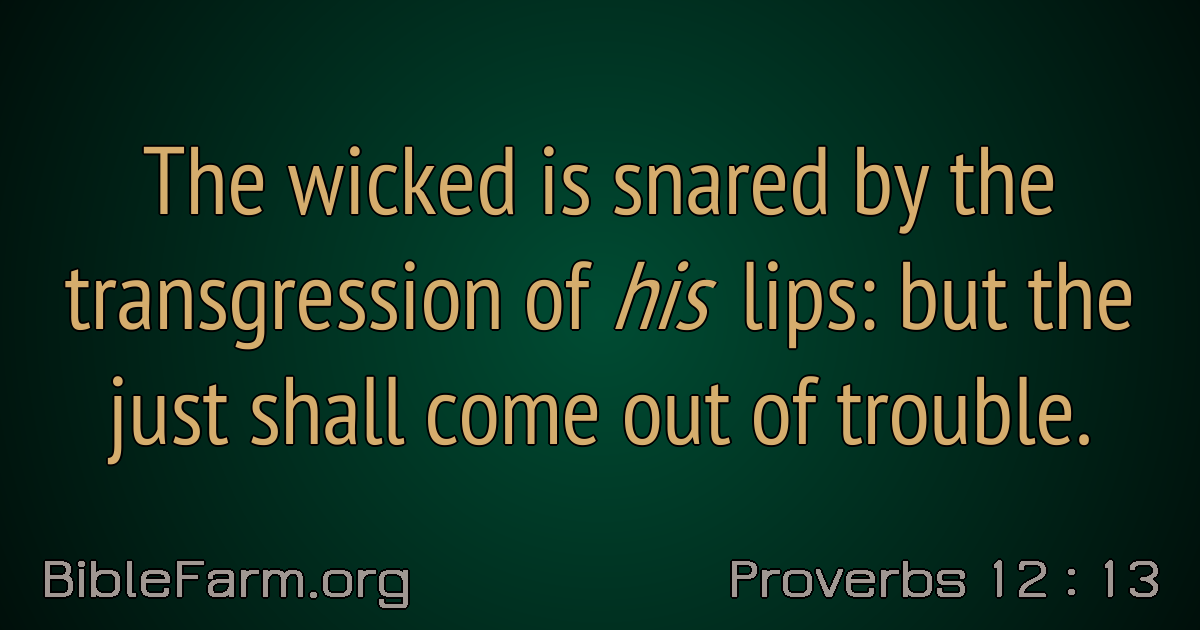 The wicked is snared by the
transgression of his lips: but the
just shall come out of trouble.
BibleFarm.org
Proverbs 12 : 13